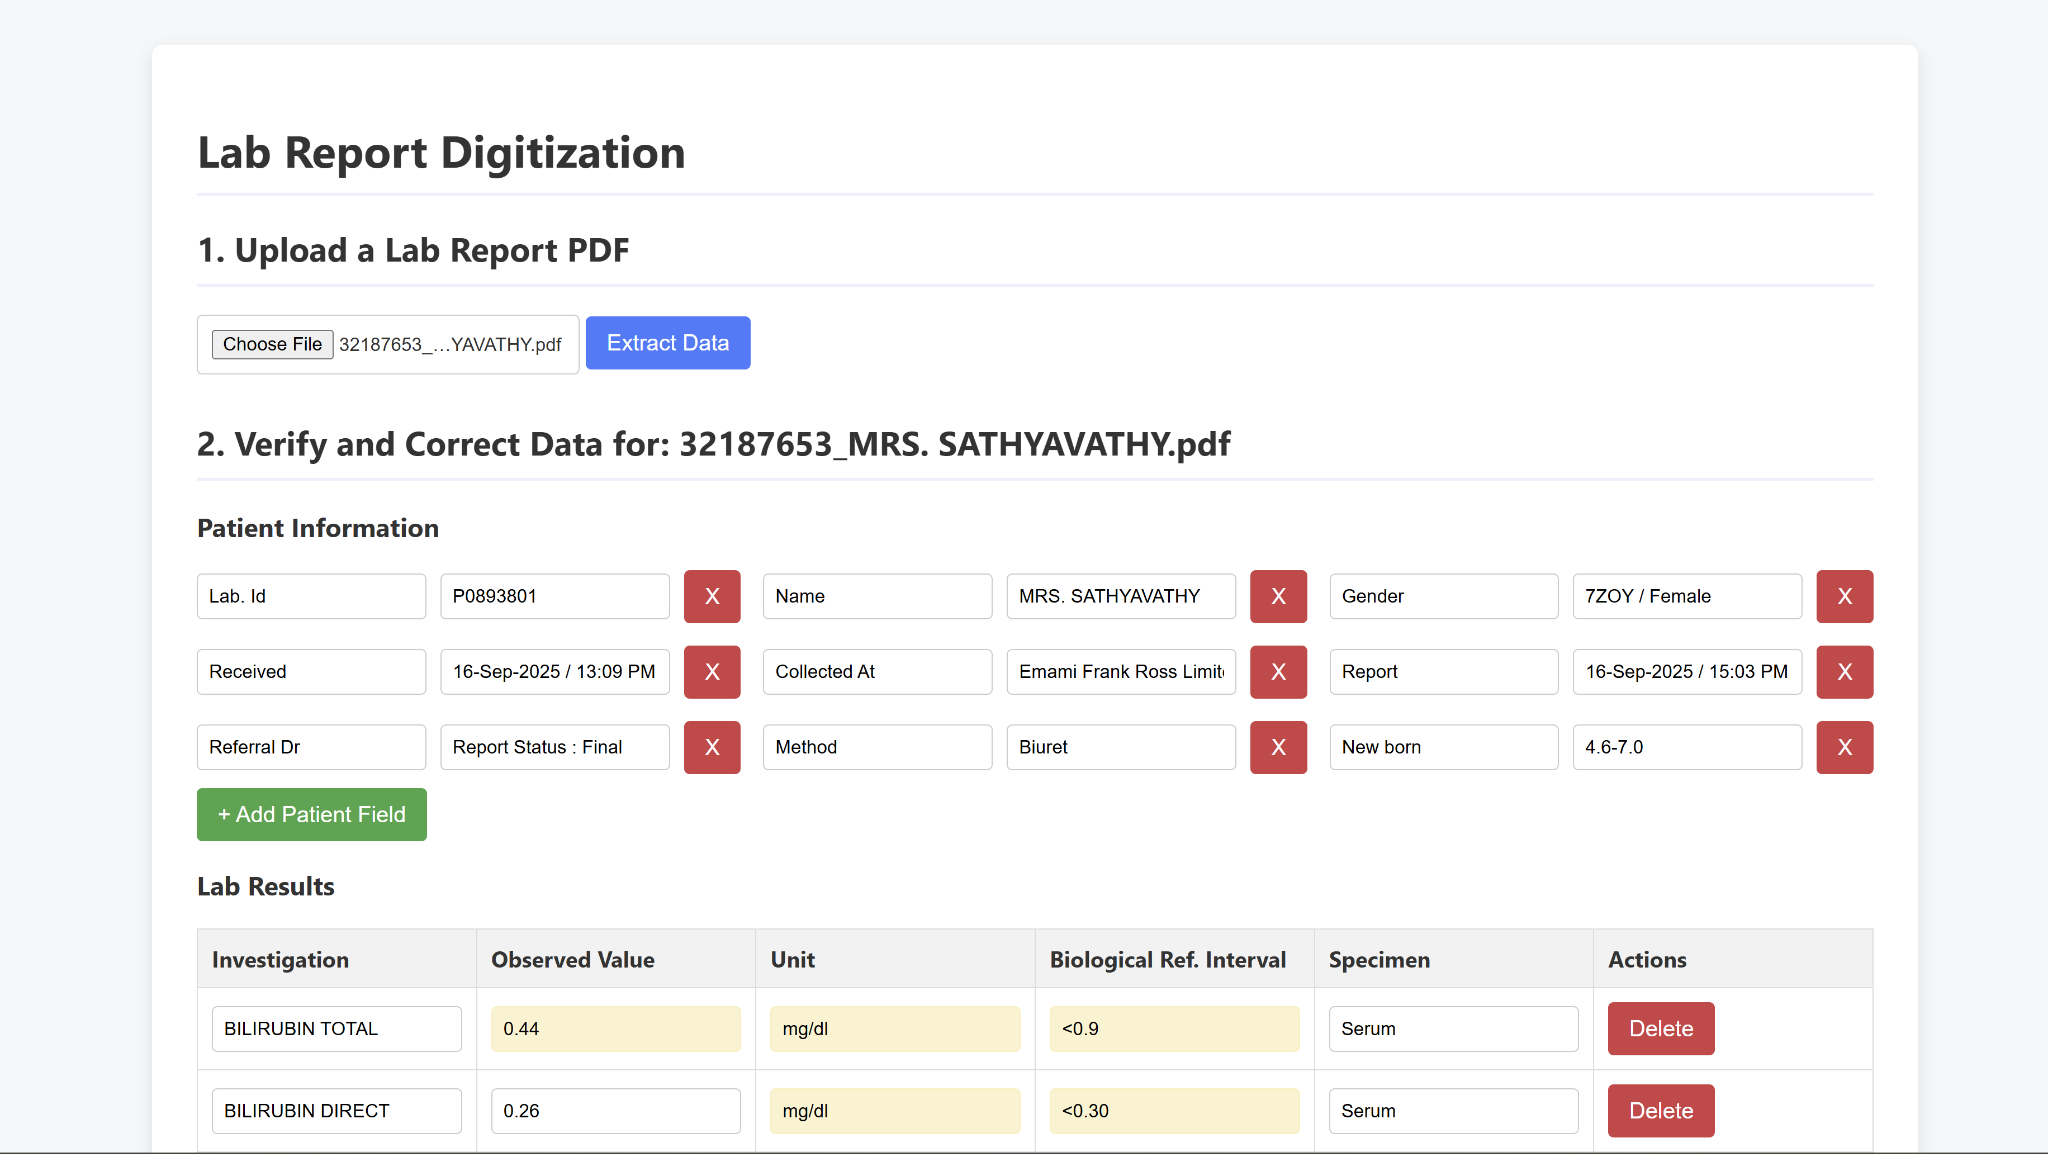 Lab Report Digitization
1. Upload a Lab Report PDF
Choose File 32187653_...YAVATHY.pdf Extract Data
2. Verify and Correct Data for: 32187653_MRS. SATHYAVATHY.pdf
Patient Information
Lab. Id P0893801 X Name MRS. SATHYAVATHY X Gender 7ZOY / Female X
Received 16-Sep-2025 / 13:09 PM X Collected At Emami Frank Ross Limit X Report 16-Sep-2025 / 15:03 PM X
Referral Dr Report Status : Final X Method Biuret X New born 4.6-7.0 X
+ Add Patient Field
Lab Results
Investigation Observed Value Unit Biological Ref. Interval Specimen Actions
BILIRUBIN TOTAL 0.44 mg/dl <0.9 Serum Delete
BILIRUBIN DIRECT 0.26 mg/dl <0.30 Serum Delete